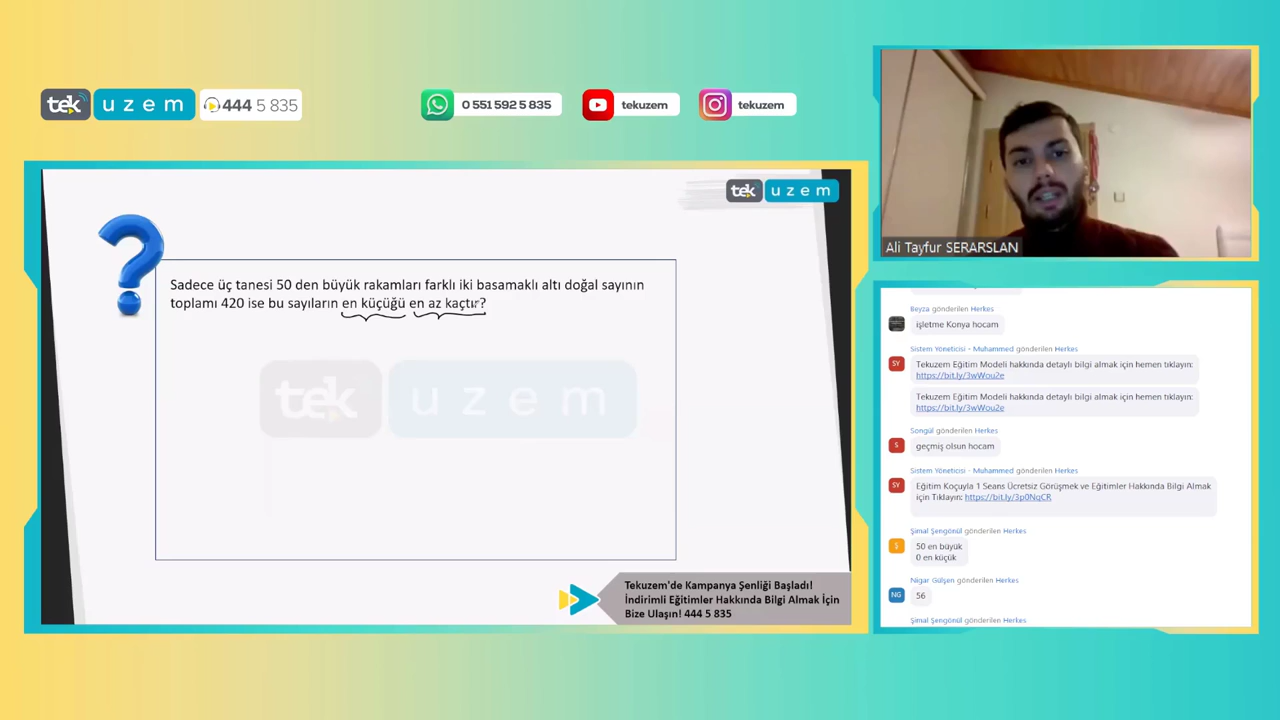 tek uzem 444 5 835
0 551 592 5 835
tekuzem
tekuzem
tek uzem
Sadece üç tanesi 50 den büyük rakamları farklı iki basamaklı altı doğal sayının
toplamı 420 ise bu sayıların en küçüğü en az kaçtır?
tek uzem
Tekuzem'de Kampanya Şenliği Başladı!
İndirimli Eğitimler Hakkında Bilgi Almak İçin
Bize Ulaşın! 444 5 835
Ali Tayfur SERARSLAN
Beyza gönderilen Herkes
işletme Konya hocam
Sistem Yöneticisi - Muhammed gönderilen Herkes
SY
Tekuzem Eğitim Modeli hakkında detaylı bilgi almak için hemen tıklayın:
https://bit.ly/3wWou2e
Tekuzem Eğitim Modeli hakkında detaylı bilgi almak için hemen tıklayın:
https://bit.ly/3wWou2e
Songül gönderilen Herkes
S
geçmiş olsun hocam
Sistem Yöneticisi - Muhammed gönderilen Herkes
SY
Eğitim Koçuyla 1 Seans Ücretsiz Görüşmek ve Eğitimler Hakkında Bilgi Almak
için Tıklayın: https://bit.ly/3p0NqCR
Şimal Şengönül gönderilen Herkes
Ş
50 en büyük
0 en küçük
Nigar Gülşen gönderilen Herkes
NG
56
Şimal Şengönül gönderilen Herkes